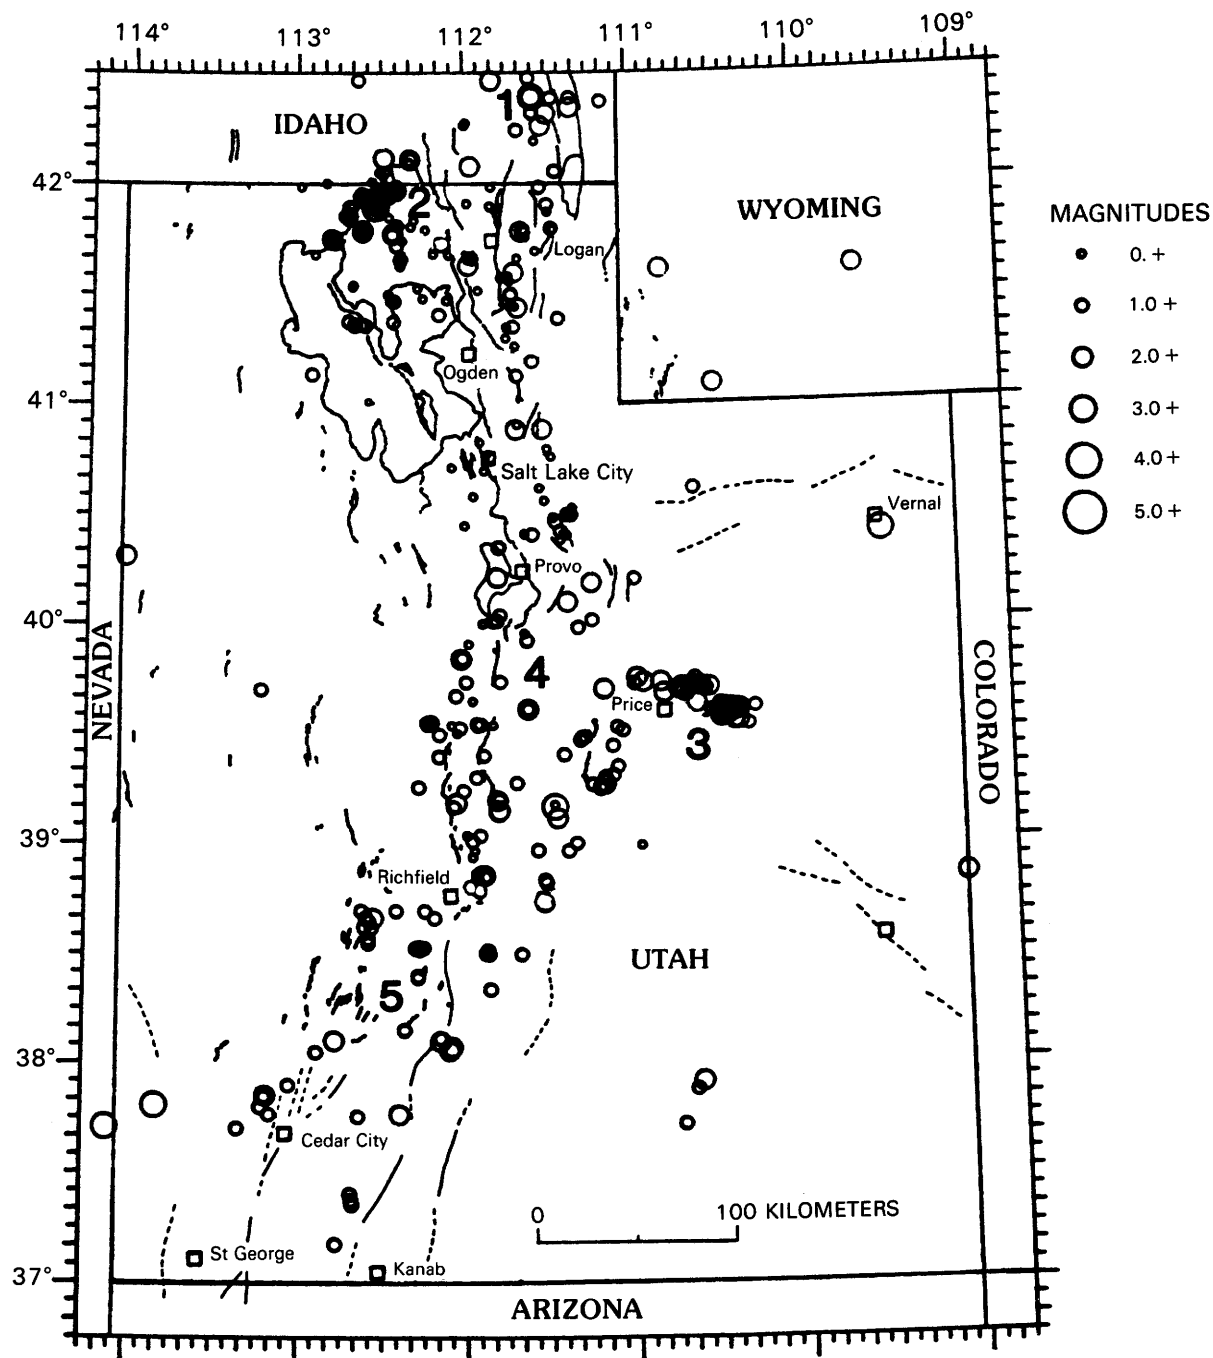 114° 113° 112° 111° 110° 109°
1
IDAHO
42°
2
WYOMING
MAGNITUDES
0. +
1.0 +
2.0 +
3.0 +
4.0 +
5.0 +
Logan
Ogden
41°
Salt Lake City
Vernal
Provo
40°
NEVADA
COLORADO
4
Price
3
39°
Richfield
UTAH
5
38°
Cedar City
0 100 KILOMETERS
St George
Kanab
37°
ARIZONA